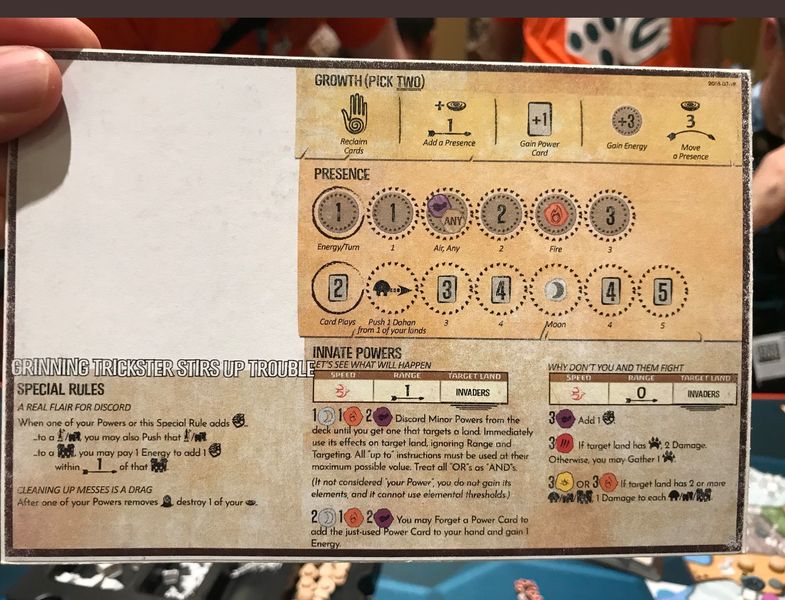 GROWTH (PICK TWO)
+1
+3
1
3
Reclaim
Cards
Add a Presence
Gain Power
Card
Gain Energy
Move
a Presence
PRESENCE
1
1
ANY
2
3
Energy/Turn
1
Air, Any
2
Fire
3
2
3
4
4
5
Card Plays
Push 1 Dahan
from 1 of your lands
3
4
Moon
4
5
GRINNING TRICKSTER STIRS UP TROUBLE
SPECIAL RULES
A REAL FLAIR FOR DISCORD
When one of your Powers or this Special Rule adds
...to a / , you may also Push that /
...to a , you may pay 1 Energy to add 1
within 1 of that .
CLEANING UP MESSES IS A DRAG
After one of your Powers removes , destroy 1 of your .
INNATE POWERS
LET'S SEE WHAT WILL HAPPEN
SPEED RANGE TARGET LAND
1 INVADERS
1 1 2 Discard Minor Powers from the
deck until you get one that targets a land. Immediately
use its effects on target land, ignoring Range and
Targeting. All "up to" instructions must be used at their
maximum possible value. Treat all "OR"s as "AND"s.
(It is not considered 'your Power', you do not gain its
elements, and it cannot use elemental thresholds.)
2 1 2 You may Forget a Power Card to
add the just-used Power Card to your hand and gain 1
Energy.
WHY DON'T YOU AND THEM FIGHT
SPEED RANGE TARGET LAND
0 INVADERS
3 Add 1
3 If target land has , 2 Damage.
Otherwise, you may Gather 1 .
3 OR 3 If target land has 2 or more
/ / , 1 Damage to each / /